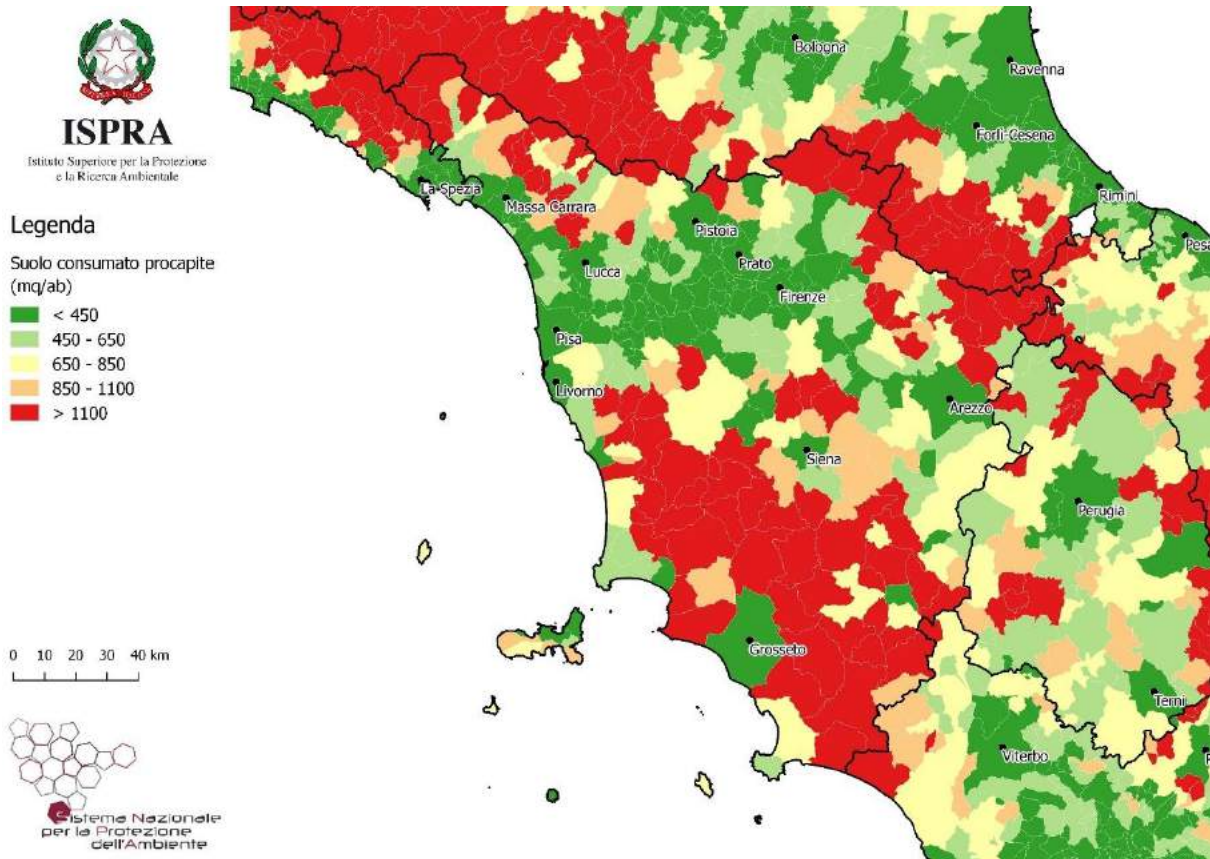 ISPRA
Istituto Superiore per la Protezione
e la Ricerca Ambientale
Legenda
Suolo consumato procapite
(mq/ab)
< 450
450 - 650
650 - 850
850 - 1100
> 1100
0 10 20 30 40 km
Sistema Nazionale
per la Protezione
dell'Ambiente
Bologna
Ravenna
Forlì-Cesena
La Spezia
Massa Carrara
Rimini
Pistoia
Pesa
Prato
Lucca
Firenze
Pisa
Livorno
Arezzo
Siena
Perugia
Grosseto
Terni
Viterbo